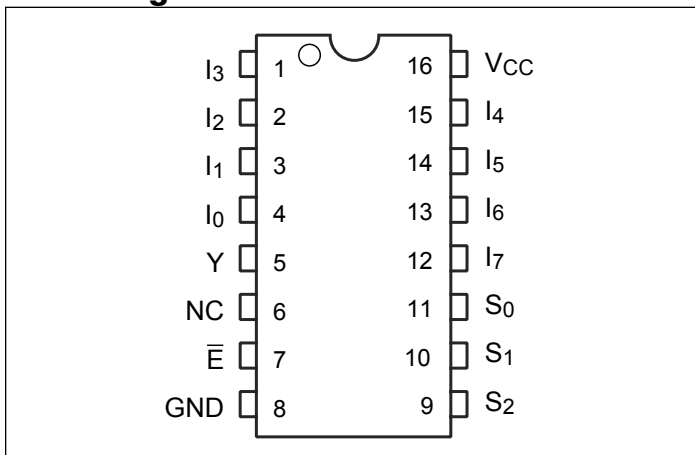 I3 1 16 VCC
I2 2 15 I4
I1 3 14 I5
I0 4 13 I6
Y 5 12 I7
NC 6 11 S0
E̅ 7 10 S1
GND 8 9 S2